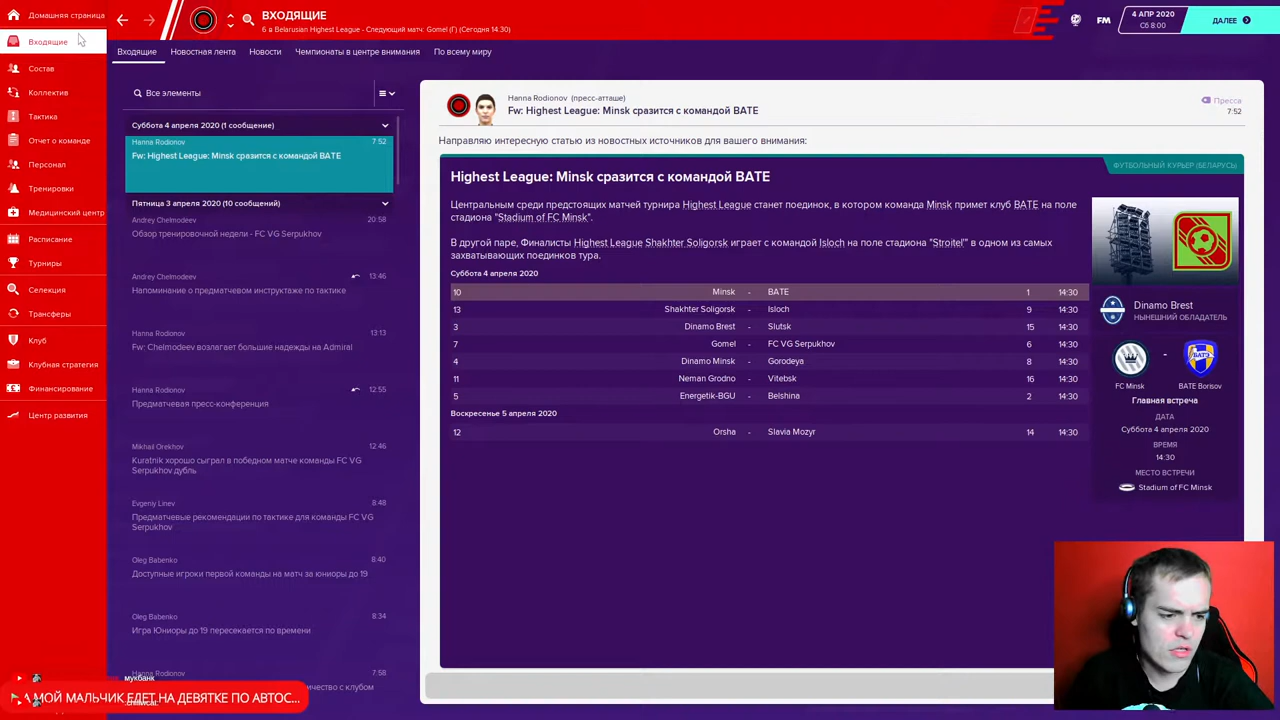 Домашняя страница
Входящие
Состав
Коллектив
Тактика
Отчет о команде
Персонал
Тренировки
Медицинский центр
Расписание
Турниры
Селекция
Трансферы
Клуб
Клубная стратегия
Финансирование
Центр развития
ВХОДЯЩИЕ
6 в Belarusian Highest League - Следующий матч: Gomel (Г) (Сегодня 14:30)
FM
4 АПР 2020
Сб 8:00
ДАЛЕЕ
Входящие
Новостная лента
Новости
Чемпионаты в центре внимания
По всему миру
Все элементы
Суббота 4 апреля 2020 (1 сообщение)
Hanna Rodionov 7:52
Fw: Highest League: Minsk сразится с командой BATE
Пятница 3 апреля 2020 (10 сообщений)
Andrey Chelmodeev 20:58
Обзор тренировочной недели - FC VG Serpukhov
Andrey Chelmodeev 13:46
Напоминание о предматчевом инструктаже по тактике
Hanna Rodionov 13:13
Fw: Chelmodeev возлагает большие надежды на Admiral
Hanna Rodionov 12:55
Предматчевая пресс-конференция
Mikhail Orekhov 12:46
Kuratnik хорошо сыграл в победном матче команды FC VG
Serpukhov дубль
Evgeniy Linev 8:48
Предматчевые рекомендации по тактике для команды FC VG
Serpukhov
Oleg Babenko 8:40
Доступные игроки первой команды на матч за юниоры до 19
Oleg Babenko 8:34
Игра Юниоры до 19 пересекается по времени
Hanna Rodionov 7:58
ичество с клубом
Hanna Rodionov (пресс-атташе)
Fw: Highest League: Minsk сразится с командой BATE
Пресса
7:52
Направляю интересную статью из новостных источников для вашего внимания:
ФУТБОЛЬНЫЙ КУРЬЕР (БЕЛАРУСЬ)
Highest League: Minsk сразится с командой BATE
Центральным среди предстоящих матчей турнира Highest League станет поединок, в котором команда Minsk примет клуб BATE на поле
стадиона "Stadium of FC Minsk".
В другой паре, Финалисты Highest League Shakhter Soligorsk играет с командой Isloch на поле стадиона "Stroitel'" в одном из самых
захватывающих поединков тура.
Суббота 4 апреля 2020
10 Minsk - BATE 1 14:30
13 Shakhter Soligorsk - Isloch 9 14:30
3 Dinamo Brest - Slutsk 15 14:30
7 Gomel - FC VG Serpukhov 6 14:30
4 Dinamo Minsk - Gorodeya 8 14:30
11 Neman Grodno - Vitebsk 16 14:30
5 Energetik-BGU - Belshina 2 14:30
Воскресенье 5 апреля 2020
12 Orsha - Slavia Mozyr 14 14:30
Dinamo Brest
НЫНЕШНИЙ ОБЛАДАТЕЛЬ
-
FC Minsk
BATE Borisov
Главная встреча
ДАТА
Суббота 4 апреля 2020
ВРЕМЯ
14:30
МЕСТО ВСТРЕЧИ
Stadium of FC Minsk
мукбанк
А МОЙ МАЛЬЧИК ЕДЕТ НА ДЕВЯТКЕ ПО АВТОС...